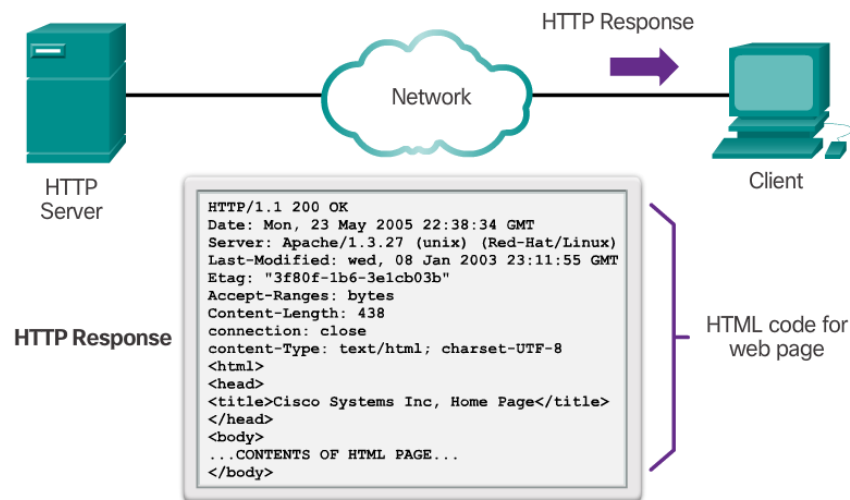 HTTP Response
Network
HTTP
Server
Client
HTTP Response
HTTP/1.1 200 OK
Date: Mon, 23 May 2005 22:38:34 GMT
Server: Apache/1.3.27 (unix) (Red-Hat/Linux)
Last-Modified: wed, 08 Jan 2003 23:11:55 GMT
Etag: "3f80f-1b6-3e1cb03b"
Accept-Ranges: bytes
Content-Length: 438
connection: close
content-Type: text/html; charset-UTF-8
<html>
<head>
<title>Cisco Systems Inc, Home Page</title>
</head>
<body>
...CONTENTS OF HTML PAGE...
</body>
HTML code for
web page